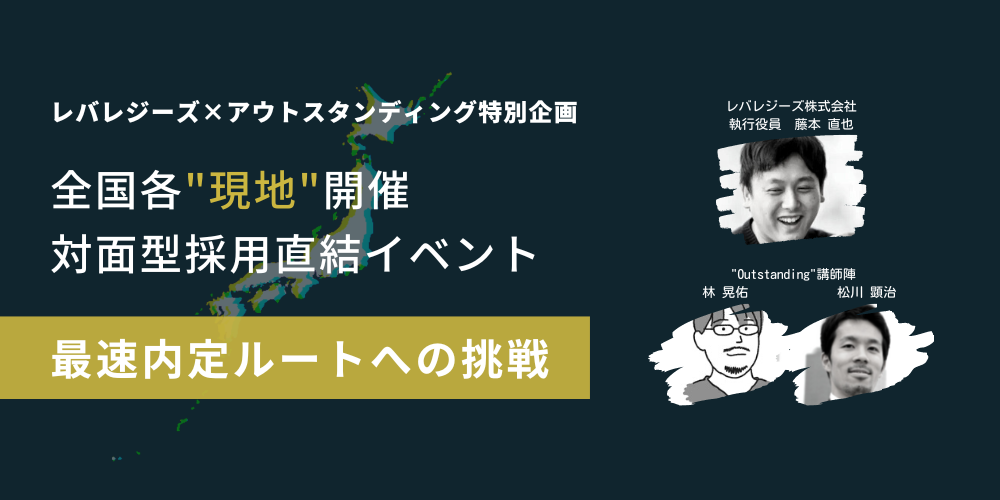 レバレジーズ×アウトスタンディング特別企画
全国各"現地"開催
対面型採用直結イベント
最速内定ルートへの挑戦
レバレジーズ株式会社
執行役員　藤本 直也
"Outstanding"講師陣
林 晃佑
松川 顕治